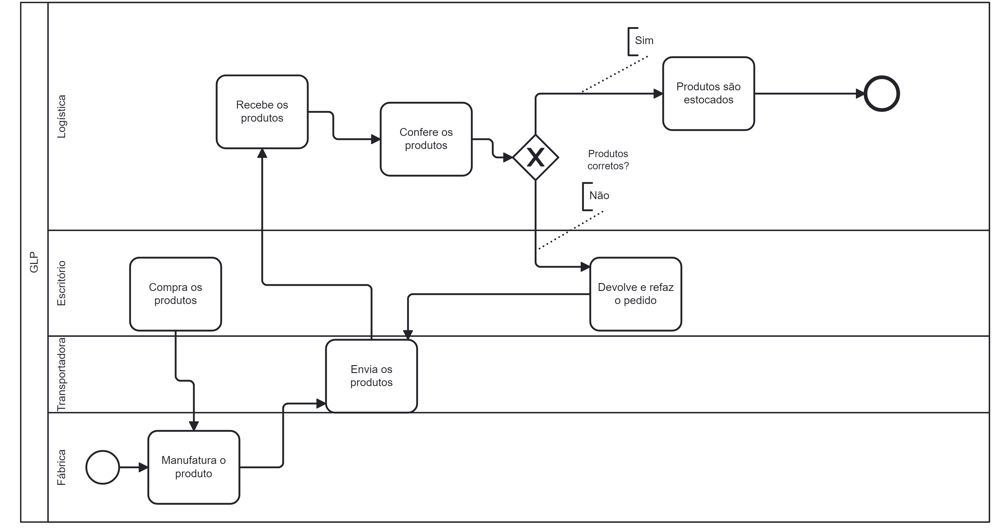 GLP
Logística
Recebe os
produtos
Confere os
produtos
Sim
Produtos são
estocados
Produtos
corretos?
Não
Escritório
Compra os
produtos
Devolve e refaz
o pedido
Transportadora
Envia os
produtos
Fábrica
Manufatura o
produto